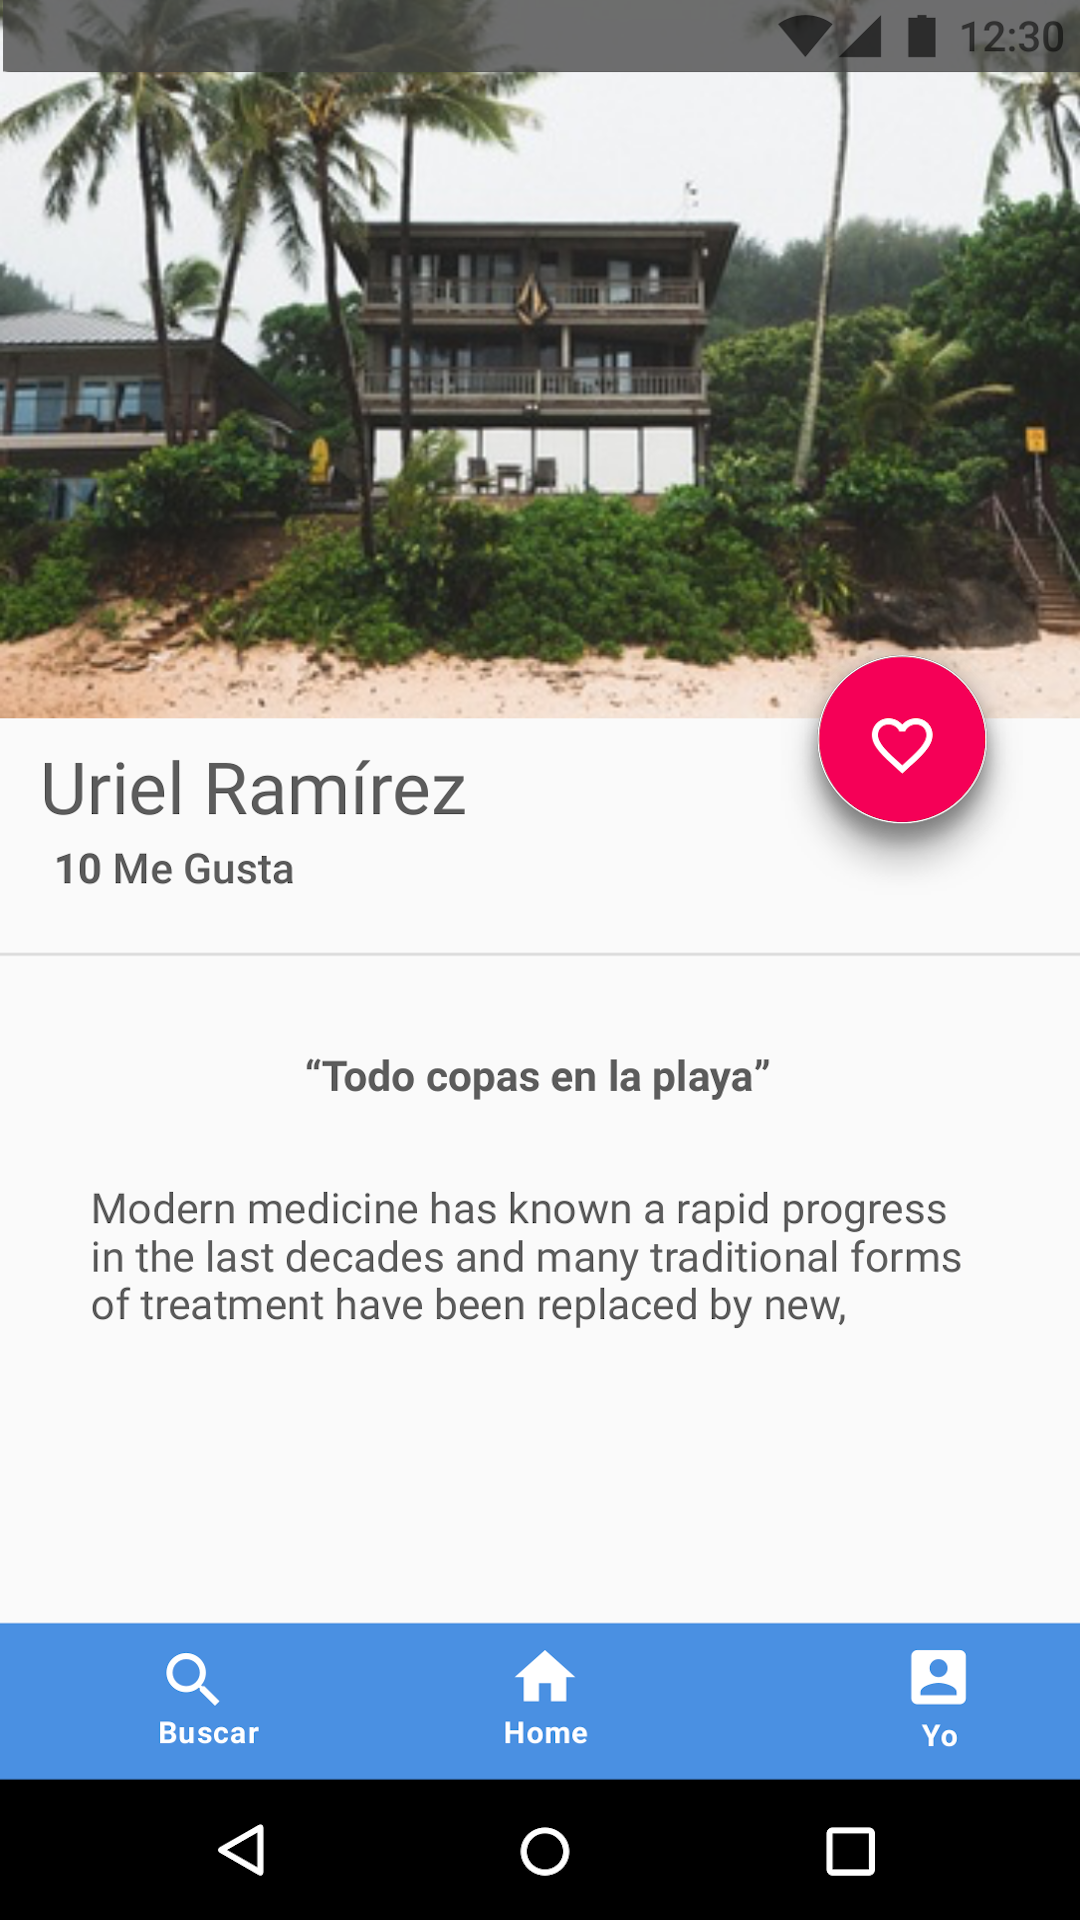 12:30
Uriel Ramírez
10 Me Gusta
“Todo copas en la playa”
Modern medicine has known a rapid progress
in the last decades and many traditional forms
of treatment have been replaced by new,
Buscar
Home
Yo